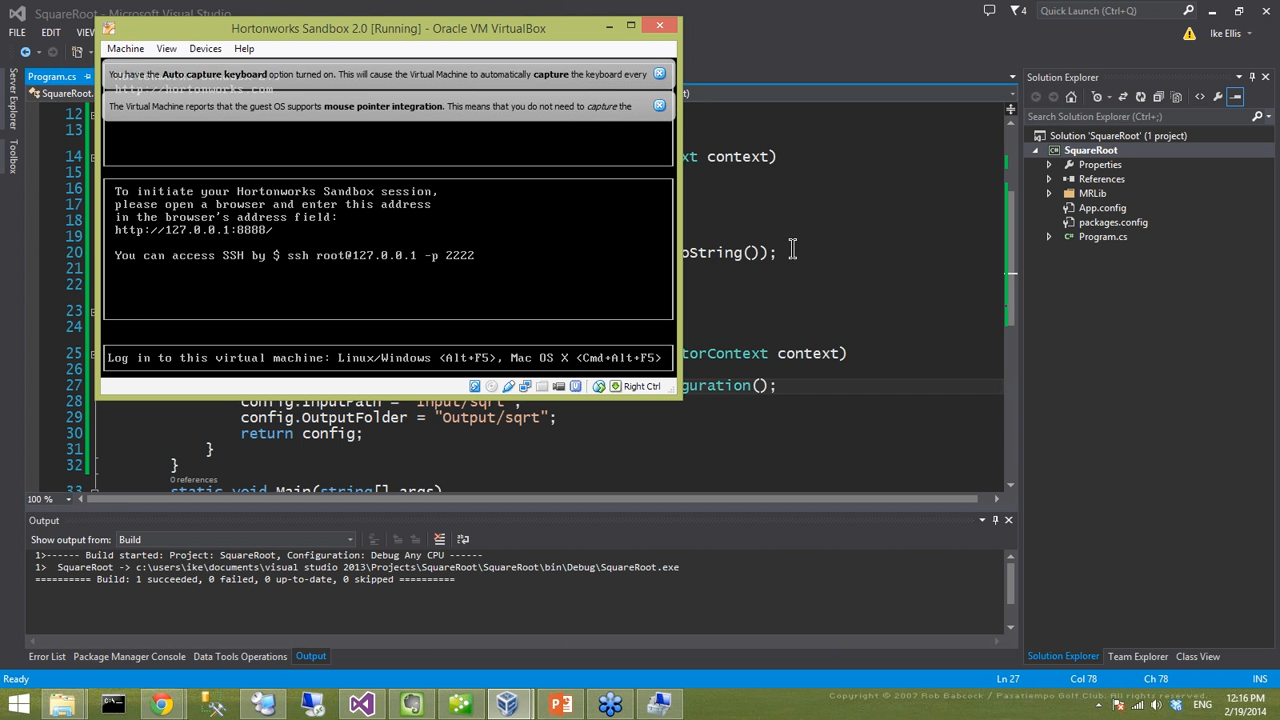 SquareRoot - Microsoft Visual Studio
Quick Launch (Ctrl+Q)
4
FILE
EDIT
Ike Ellis
Hortonworks Sandbox 2.0 [Running] - Oracle VM VirtualBox
Machine View Devices Help
You have the Auto capture keyboard option turned on. This will cause the Virtual Machine to automatically capture the keyboard every
http://hortonworks.com
The Virtual Machine reports that the guest OS supports mouse pointer integration. This means that you do not need to capture the
To initiate your Hortonworks Sandbox session,
please open a browser and enter this address
in the browser's address field:
http://127.0.0.1:8888/
You can access SSH by $ ssh root@127.0.0.1 -p 2222
Log in to this virtual machine: Linux/Windows <Alt+F5>, Mac OS X <Cmd+Alt+F5>
Right Ctrl
Server Explorer
Toolbox
Program.cs
SquareRoot.
12
13
14 context)
15
16
17
18
19
20 oString());
21
22
23
24
25 torContext context)
26
27 guration();
28 config.InputPath = "Input/sqrt";
29 config.OutputFolder = "Output/sqrt";
30 return config;
31 }
32 }
0 references
33 static void Main(string[] args)
100 %
Solution Explorer
Search Solution Explorer (Ctrl+;)
Solution 'SquareRoot' (1 project)
SquareRoot
Properties
References
MRLib
App.config
packages.config
Program.cs
Output
Show output from: Build
1>------ Build started: Project: SquareRoot, Configuration: Debug Any CPU ------
1> SquareRoot -> c:\users\ike\documents\visual studio 2013\Projects\SquareRoot\SquareRoot\bin\Debug\SquareRoot.exe
========== Build: 1 succeeded, 0 failed, 0 up-to-date, 0 skipped ==========
Error List Package Manager Console Data Tools Operations Output
Solution Explorer Team Explorer Class View
Ready
Ln 27 Col 78 Ch 78 INS
Copyright © 2007 Rob Babcock / Pasatiempo Golf Club. All rights reserved.
ENG
12:16 PM
2/19/2014